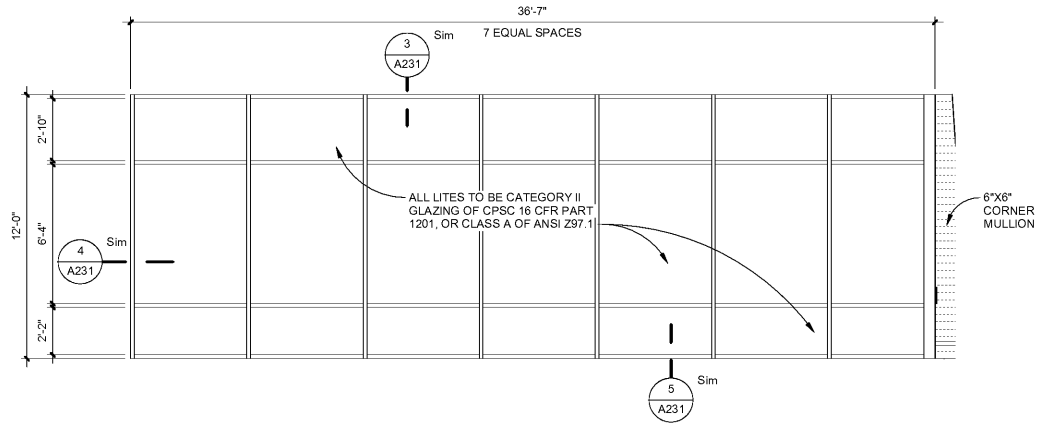 36'-7"
7 EQUAL SPACES
3
A231
Sim
2'-10"
12'-0"
6'-4"
2'-2"
4
A231
Sim
ALL LITES TO BE CATEGORY II
GLAZING OF CPSC 16 CFR PART
1201, OR CLASS A OF ANSI Z97.1
6"X6"
CORNER
MULLION
5
A231
Sim